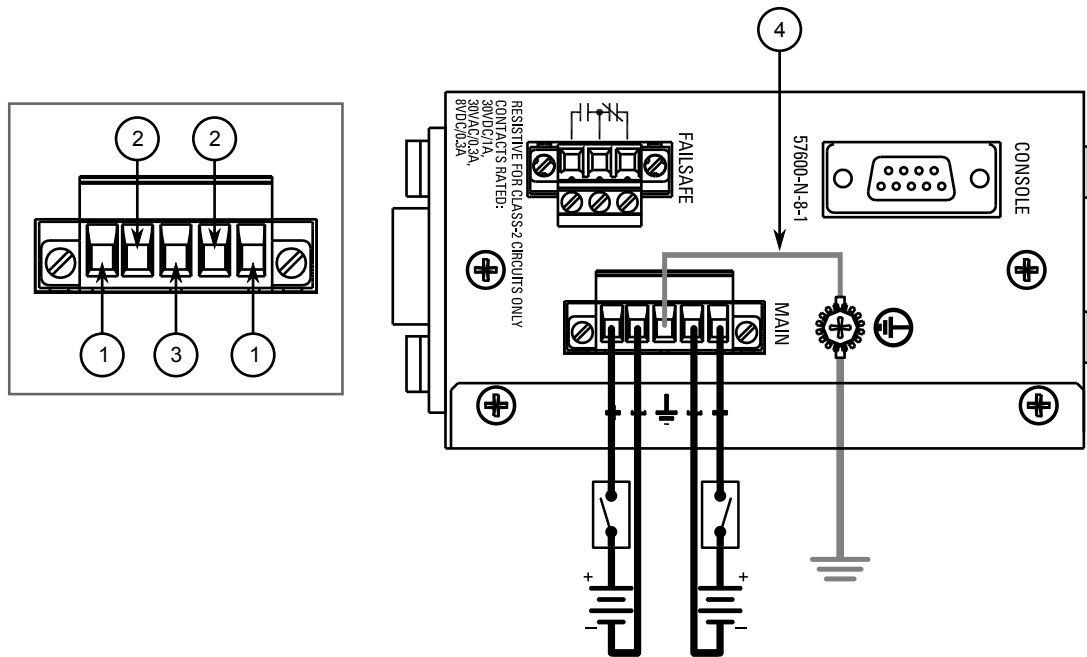 4
2
2
1
3
1
RESISTIVE FOR CLASS-2 CIRCUITS ONLY
CONTACTS RATED:
30VDC/1A,
30VAC/0.3A,
8VDC/0.3A
FAILSAFE
57600-N-8-1
CONSOLE
MAIN
+
−
+
−